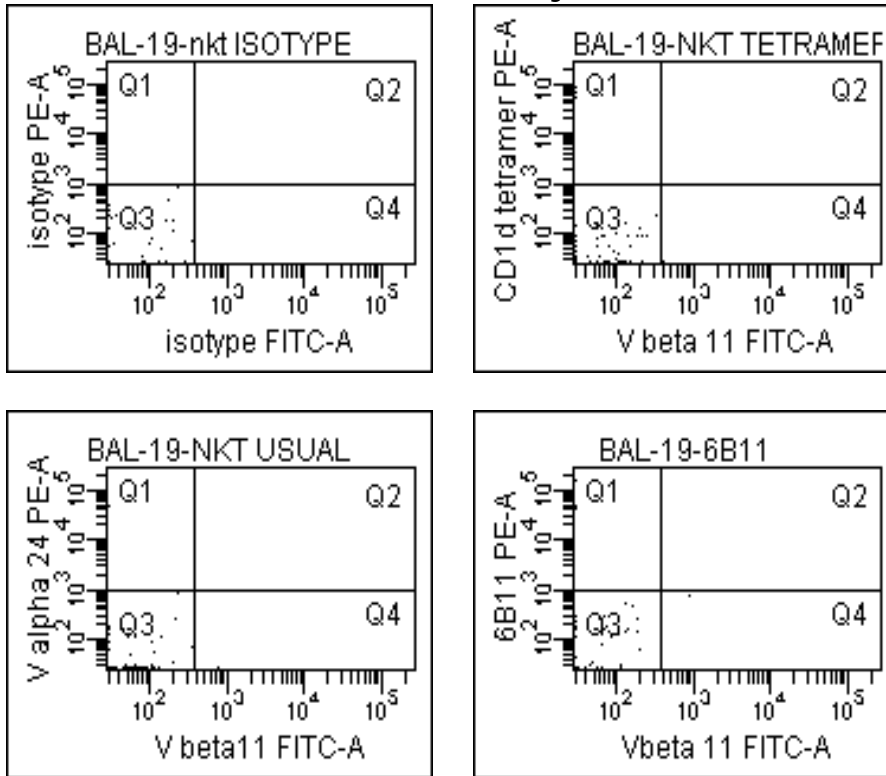 BAL-19-nkt ISOTYPE
isotype PE-A
10^5
10^4
10^3
10^2
Q1
Q2
Q3
Q4
10^2 10^3 10^4 10^5
isotype FITC-A
BAL-19-NKT TETRAMER
CD1d tetramer PE-A
10^5
10^4
10^3
10^2
Q1
Q2
Q3
Q4
10^2 10^3 10^4 10^5
V beta 11 FITC-A
BAL-19-NKT USUAL
V alpha 24 PE-A
10^5
10^4
10^3
10^2
Q1
Q2
Q3
Q4
10^2 10^3 10^4 10^5
V beta11 FITC-A
BAL-19-6B11
6B11 PE-A
10^5
10^4
10^3
10^2
Q1
Q2
Q3
Q4
10^2 10^3 10^4 10^5
Vbeta 11 FITC-A